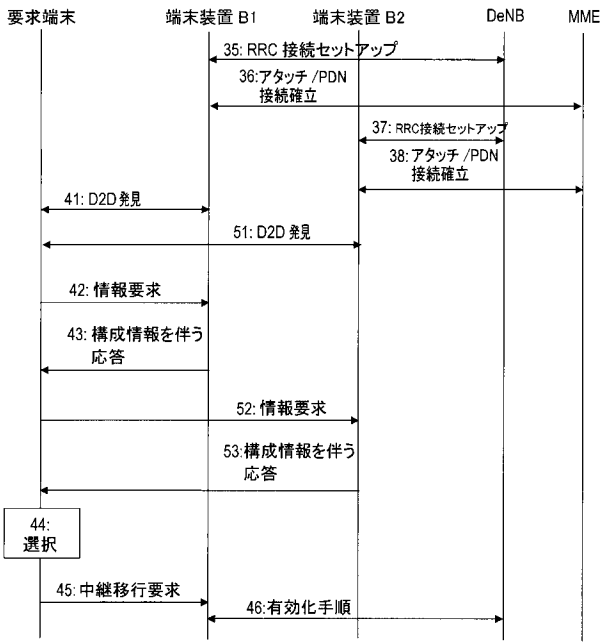 要求端末
端末装置 B1
端末装置 B2
DeNB
MME
35: RRC 接続セットアップ
36:アタッチ /PDN
接続確立
37: RRC接続セットアップ
38: アタッチ /PDN
接続確立
41: D2D 発見
51: D2D 発見
42: 情報要求
43: 構成情報を伴う
応答
52: 情報要求
53:構成情報を伴う
応答
44:
選択
45: 中継移行要求
46:有効化手順